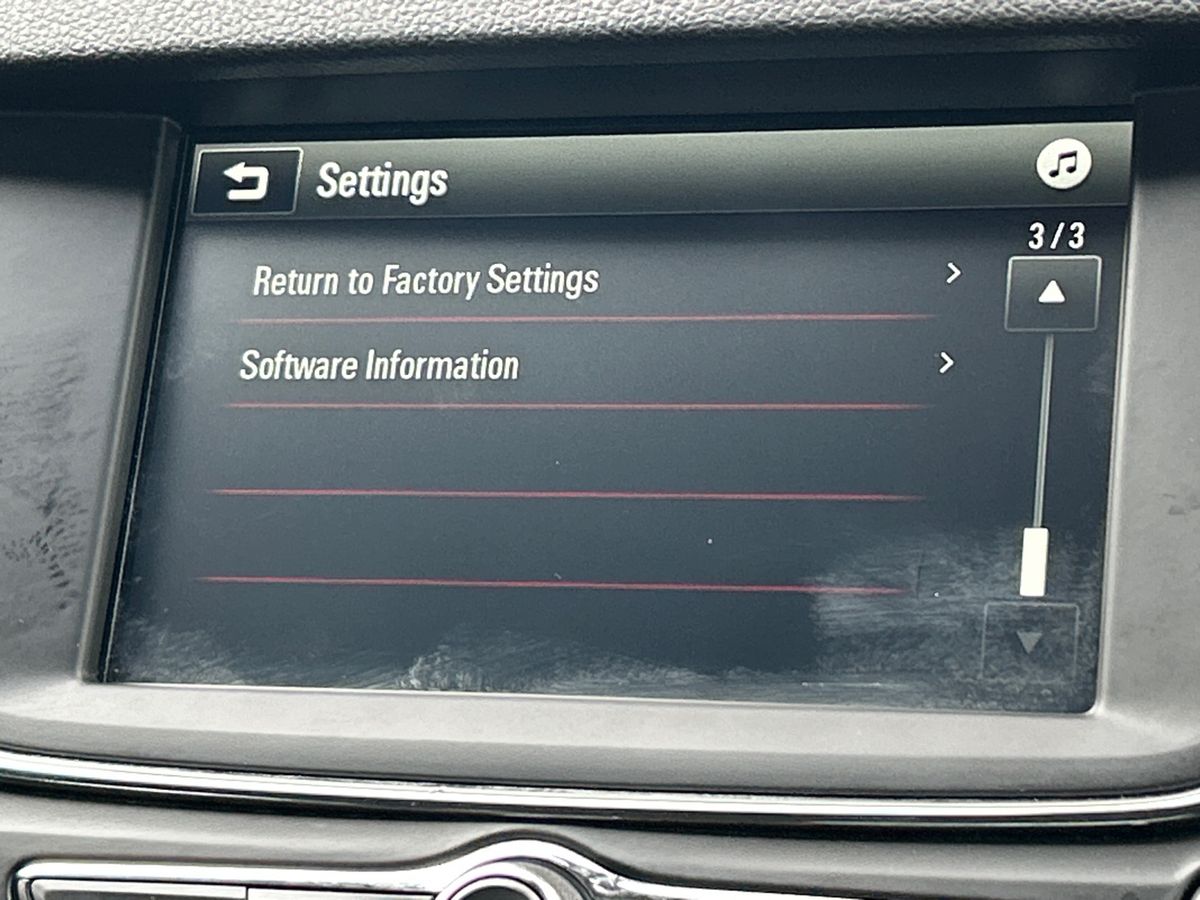 Settings
3/3
Return to Factory Settings
Software Information